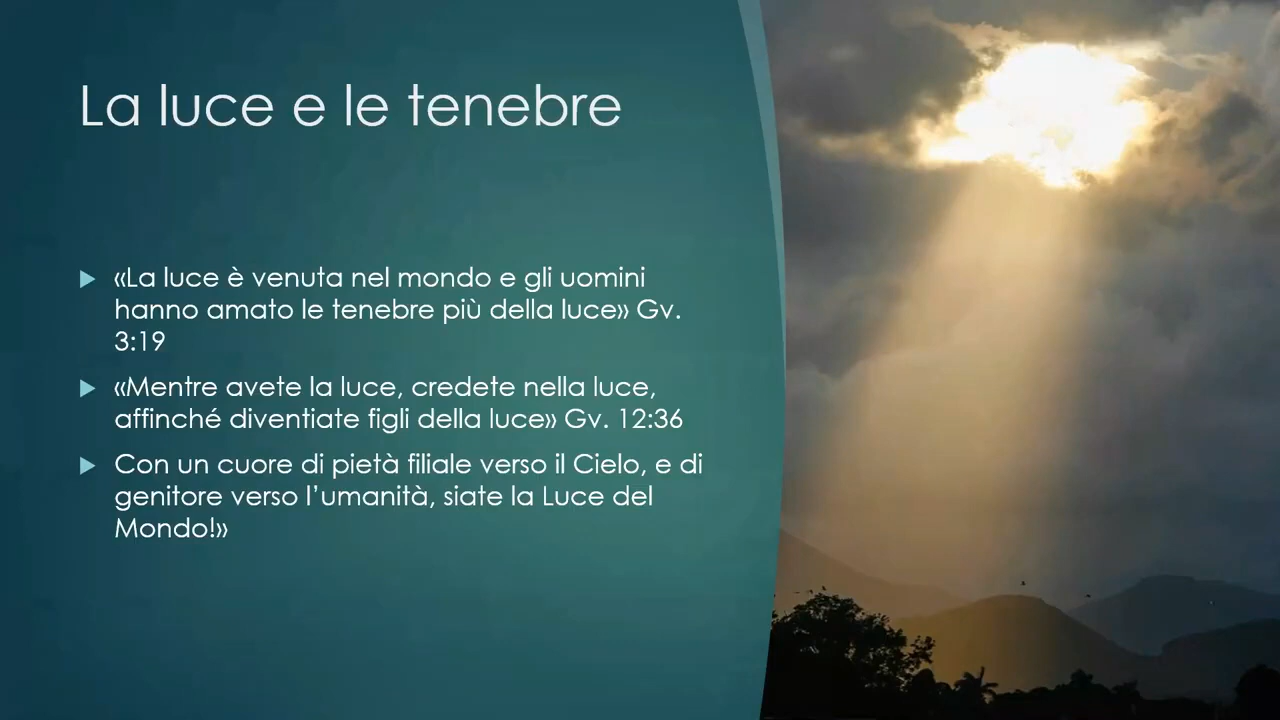 La luce e le tenebre
«La luce è venuta nel mondo e gli uomini
hanno amato le tenebre più della luce» Gv.
3:19
«Mentre avete la luce, credete nella luce,
affinché diventiate figli della luce» Gv. 12:36
Con un cuore di pietà filiale verso il Cielo, e di
genitore verso l’umanità, siate la Luce del
Mondo!»